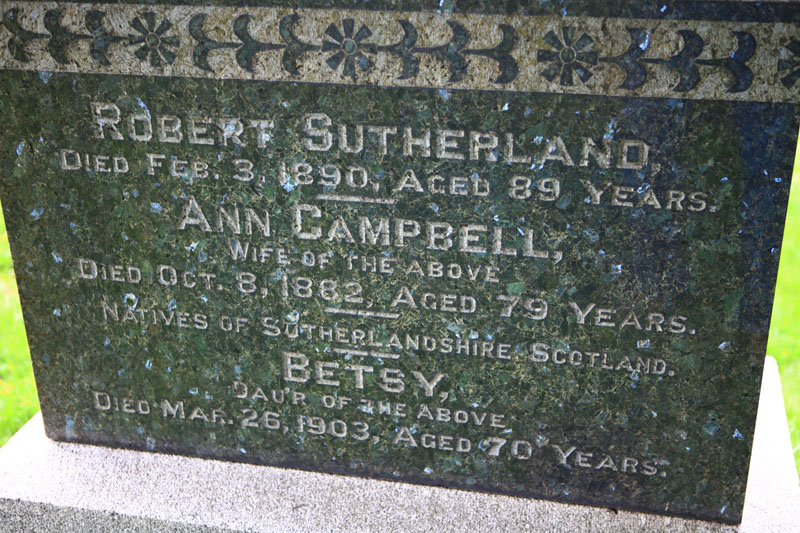 ROBERT SUTHERLAND,
DIED FEB. 3, 1890, AGED 89 YEARS.
ANN CAMPBELL,
WIFE OF THE ABOVE
DIED OCT. 8, 1882, AGED 79 YEARS.
NATIVES OF SUTHERLANDSHIRE, SCOTLAND.
BETSY,
DAU'R OF THE ABOVE
DIED MAR. 26, 1903, AGED 70 YEARS.